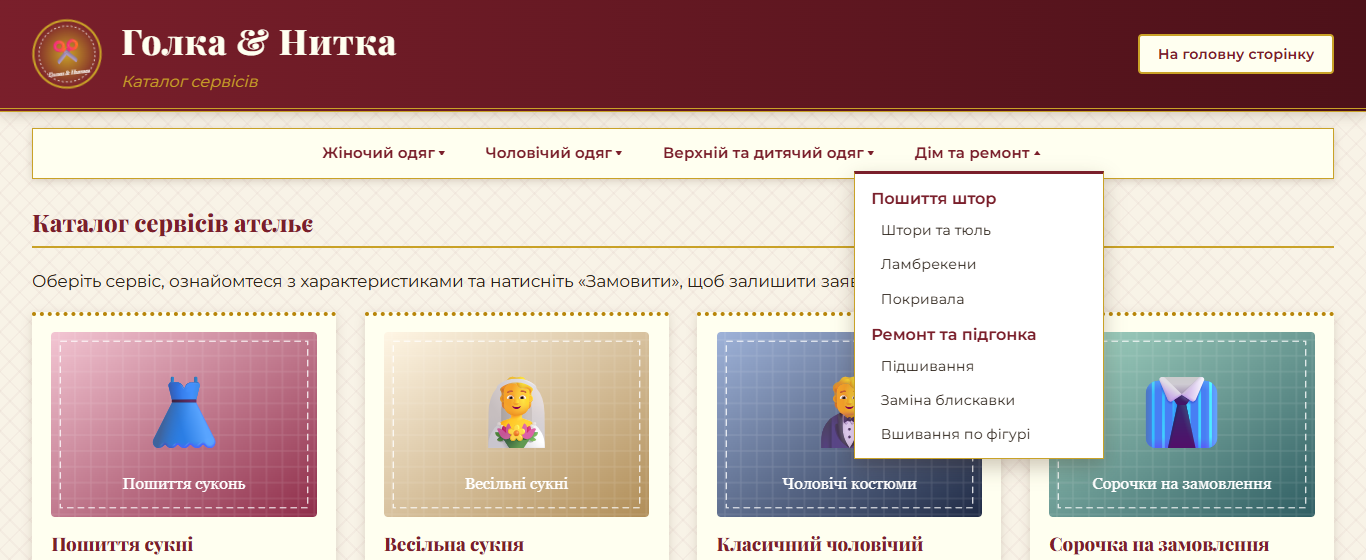 Голка & Нитка
Каталог сервісів
На головну сторінку
Жіночий одяг Чоловічий одяг Верхній та дитячий одяг Дім та ремонт
Пошиття штор
Штори та тюль
Ламбрекени
Покривала
Ремонт та підгонка
Підшивання
Заміна блискавки
Вшивання по фігурі
Каталог сервісів ательє
Оберіть сервіс, ознайомтеся з характеристиками та натисніть «Замовити», щоб залишити
Пошиття суконь
Весільні сукні
Чоловічі костюми
Сорочки на замовлення
Пошиття сукні
Весільна сукня
Класичний чоловічий
Сорочка на замовлення